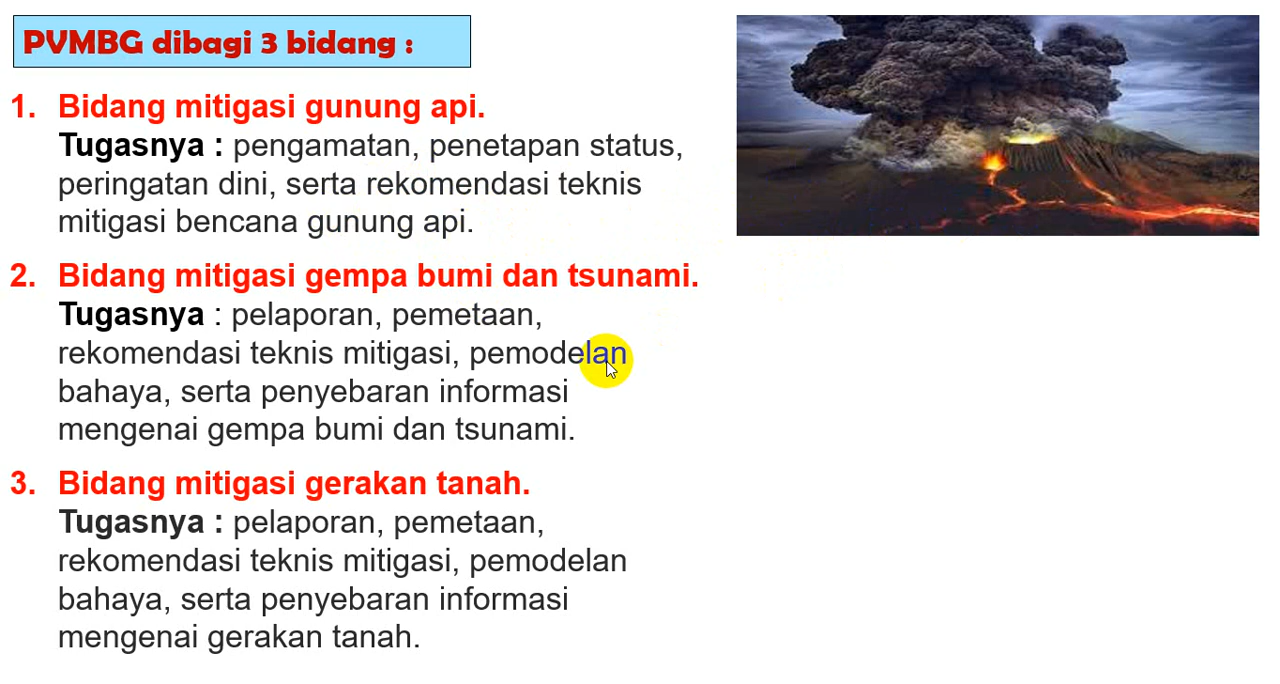 PVMBG dibagi 3 bidang :
1. Bidang mitigasi gunung api.
Tugasnya : pengamatan, penetapan status,
peringatan dini, serta rekomendasi teknis
mitigasi bencana gunung api.
2. Bidang mitigasi gempa bumi dan tsunami.
Tugasnya : pelaporan, pemetaan,
rekomendasi teknis mitigasi, pemodelan
bahaya, serta penyebaran informasi
mengenai gempa bumi dan tsunami.
3. Bidang mitigasi gerakan tanah.
Tugasnya : pelaporan, pemetaan,
rekomendasi teknis mitigasi, pemodelan
bahaya, serta penyebaran informasi
mengenai gerakan tanah.